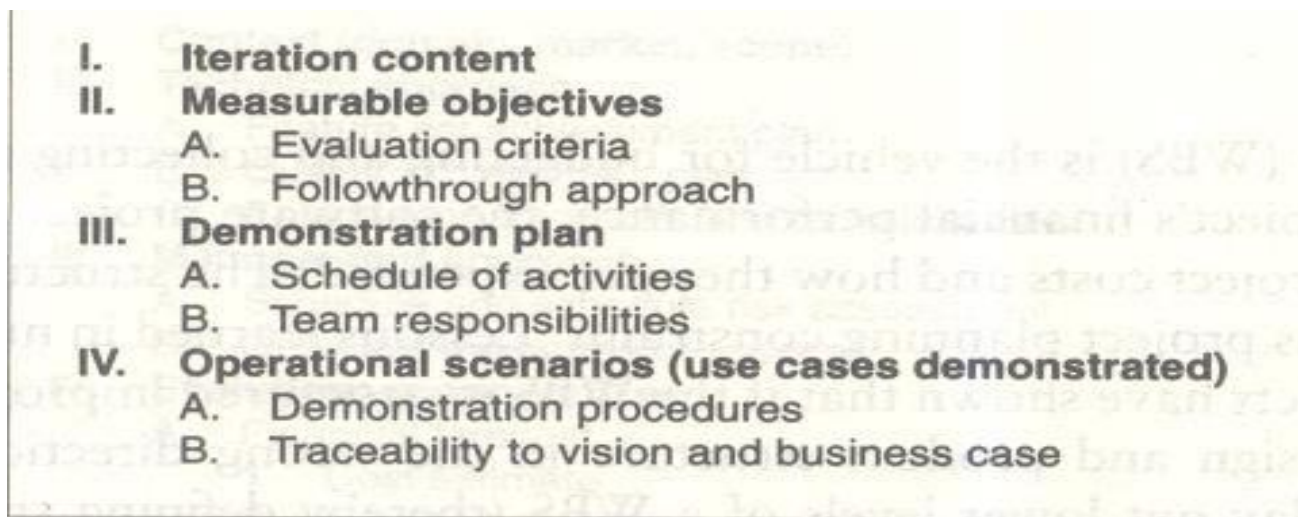 I. Iteration content
II. Measurable objectives
A. Evaluation criteria
B. Followthrough approach
III. Demonstration plan
A. Schedule of activities
B. Team responsibilities
IV. Operational scenarios (use cases demonstrated)
A. Demonstration procedures
B. Traceability to vision and business case